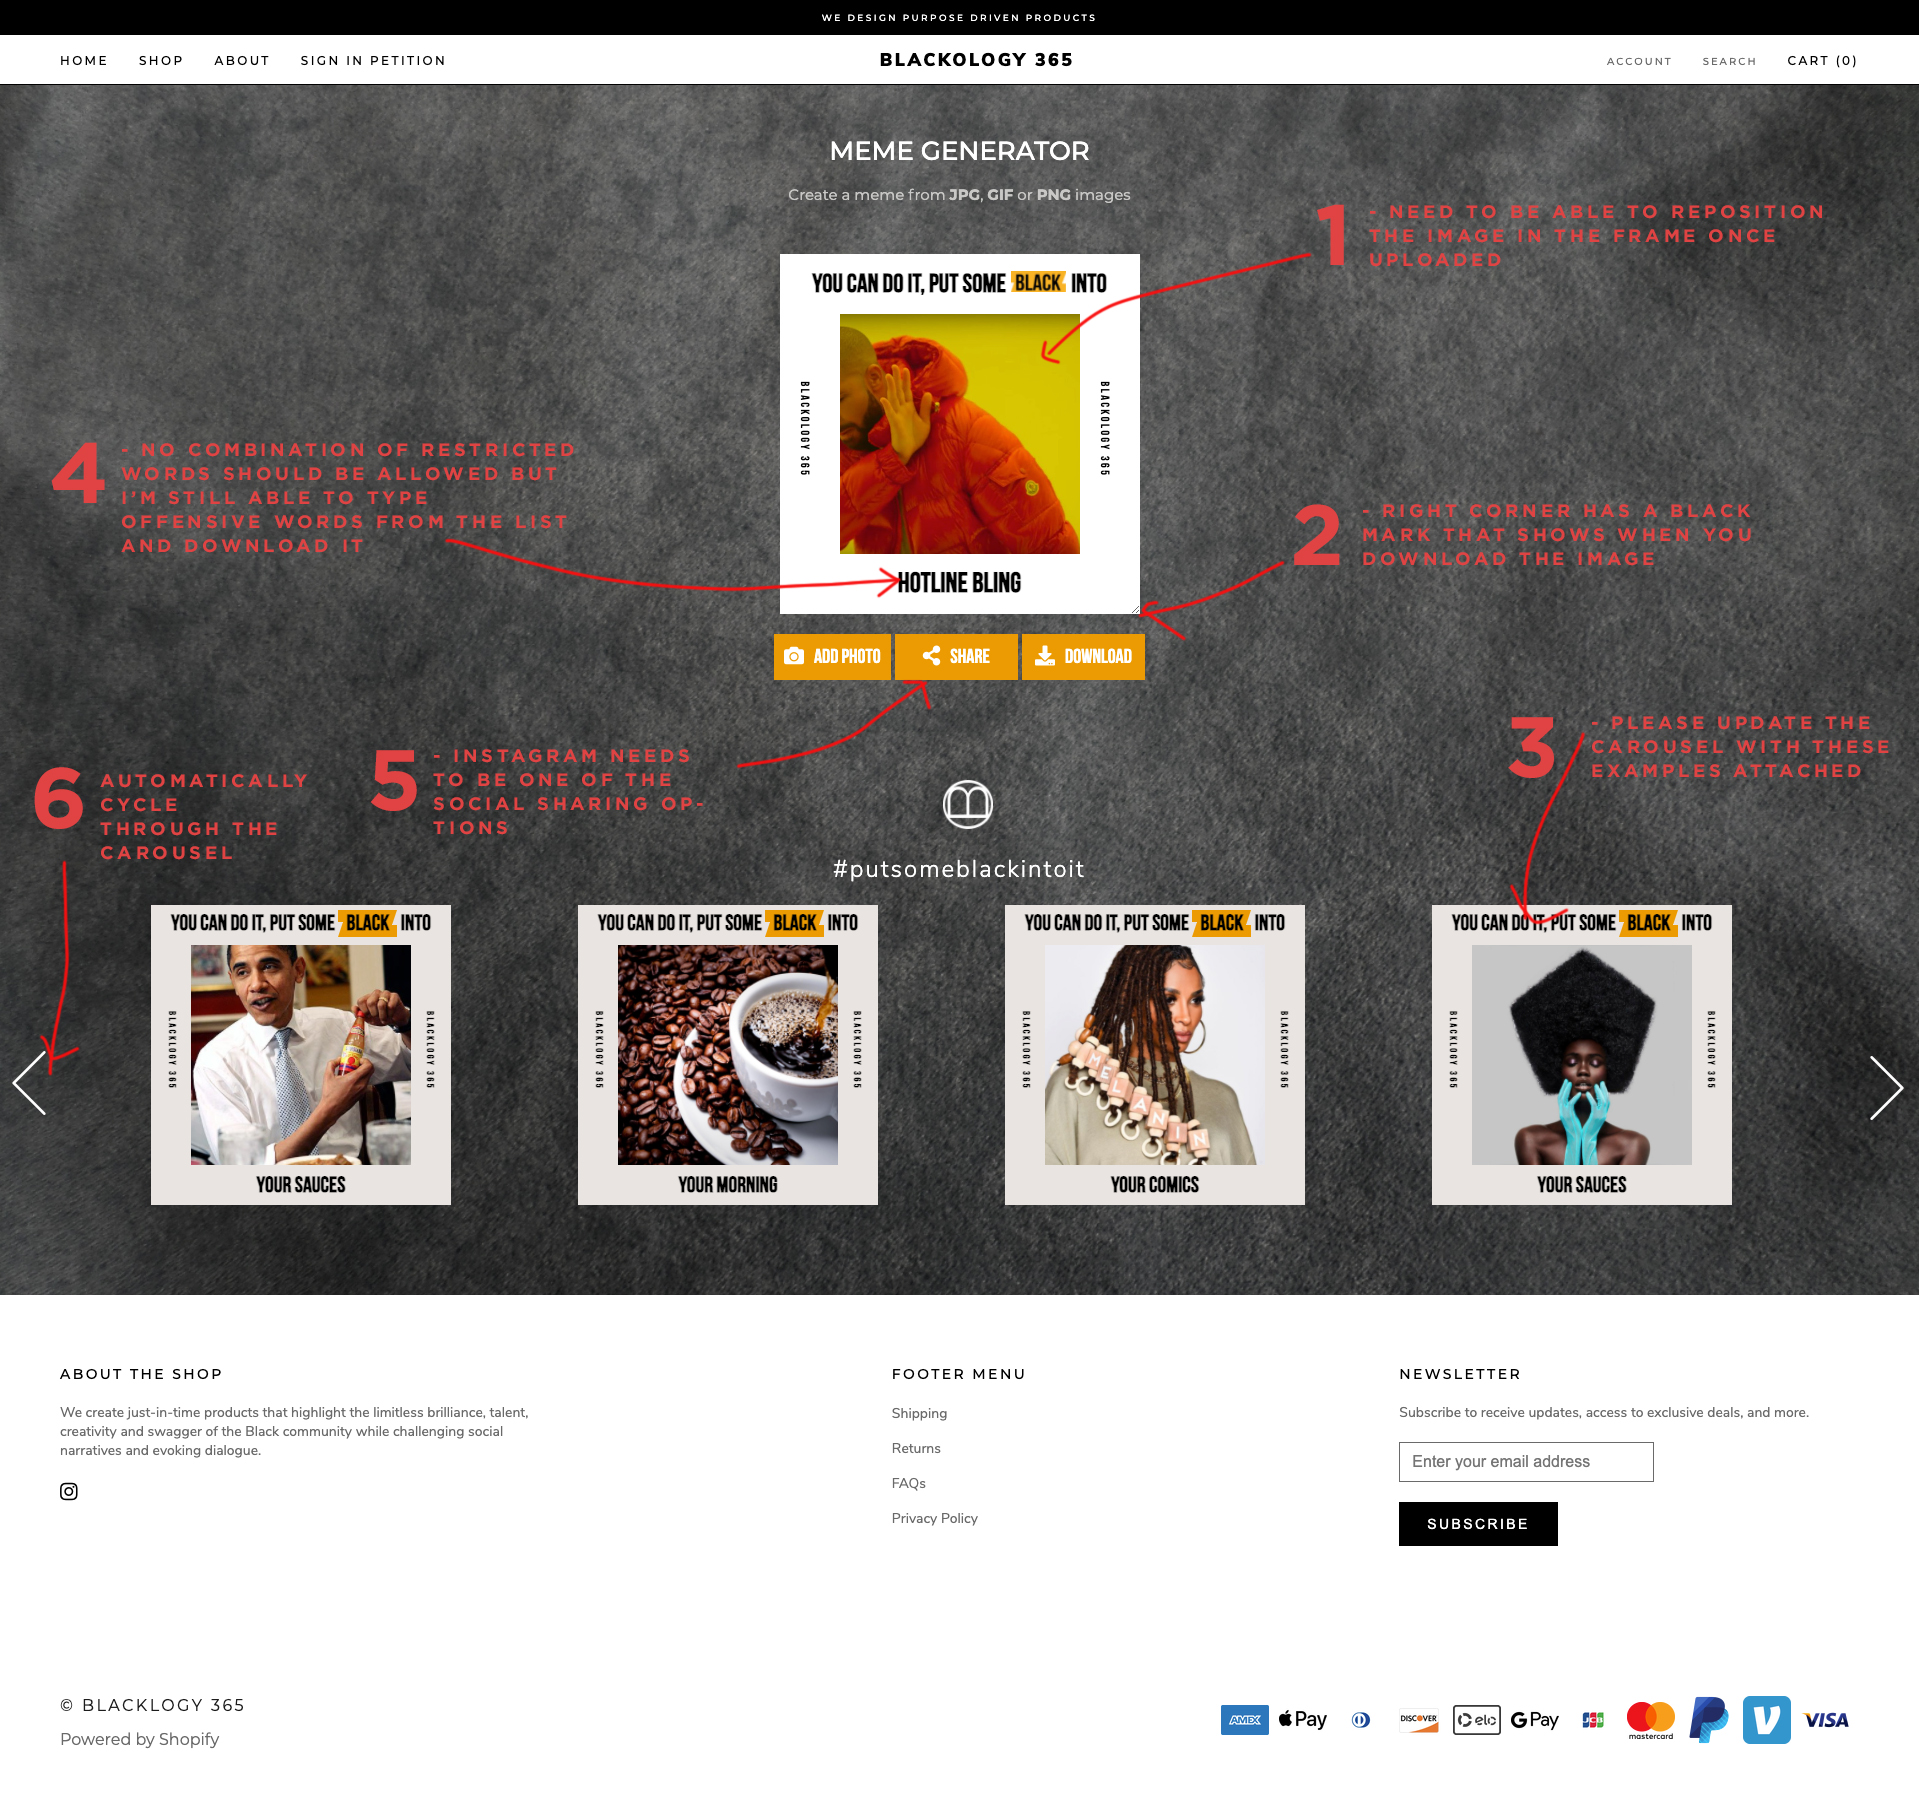 WE DESIGN PURPOSE DRIVEN PRODUCTS
HOME SHOP ABOUT SIGN IN PETITION
BLACKOLOGY 365
ACCOUNT SEARCH CART (0)
MEME GENERATOR
Create a meme from JPG, GIF or PNG images
1 - NEED TO BE ABLE TO REPOSITION
THE IMAGE IN THE FRAME ONCE
UPLOADED
YOU CAN DO IT, PUT SOME BLACK INTO
BLACKOLOGY 365
BLACKOLOGY 365
HOTLINE BLING
4 - NO COMBINATION OF RESTRICTED
WORDS SHOULD BE ALLOWED BUT
I'M STILL ABLE TO TYPE
OFFENSIVE WORDS FROM THE LIST
AND DOWNLOAD IT
2 - RIGHT CORNER HAS A BLACK
MARK THAT SHOWS WHEN YOU
DOWNLOAD THE IMAGE
ADD PHOTO SHARE DOWNLOAD
3 - PLEASE UPDATE THE
CAROUSEL WITH THESE
EXAMPLES ATTACHED
5 - INSTAGRAM NEEDS
TO BE ONE OF THE
SOCIAL SHARING OP-
TIONS
6 AUTOMATICALLY
CYCLE
THROUGH THE
CAROUSEL
#putsomeblackintoit
YOU CAN DO IT, PUT SOME BLACK INTO
BLACKLOGY 365
BLACKLOGY 365
YOUR SAUCES
YOU CAN DO IT, PUT SOME BLACK INTO
BLACKLOGY 365
BLACKLOGY 365
YOUR MORNING
YOU CAN DO IT, PUT SOME BLACK INTO
BLACKLOGY 365
MELANIN
BLACKLOGY 365
YOUR COMICS
YOU CAN DO IT, PUT SOME BLACK INTO
BLACKLOGY 365
BLACKLOGY 365
YOUR SAUCES
ABOUT THE SHOP
We create just-in-time products that highlight the limitless brilliance, talent,
creativity and swagger of the Black community while challenging social
narratives and evoking dialogue.
FOOTER MENU
Shipping
Returns
FAQs
Privacy Policy
NEWSLETTER
Subscribe to receive updates, access to exclusive deals, and more.
Enter your email address
SUBSCRIBE
© BLACKLOGY 365
Powered by Shopify
AMEX Pay DISCOVER elo G Pay JCB mastercard VISA